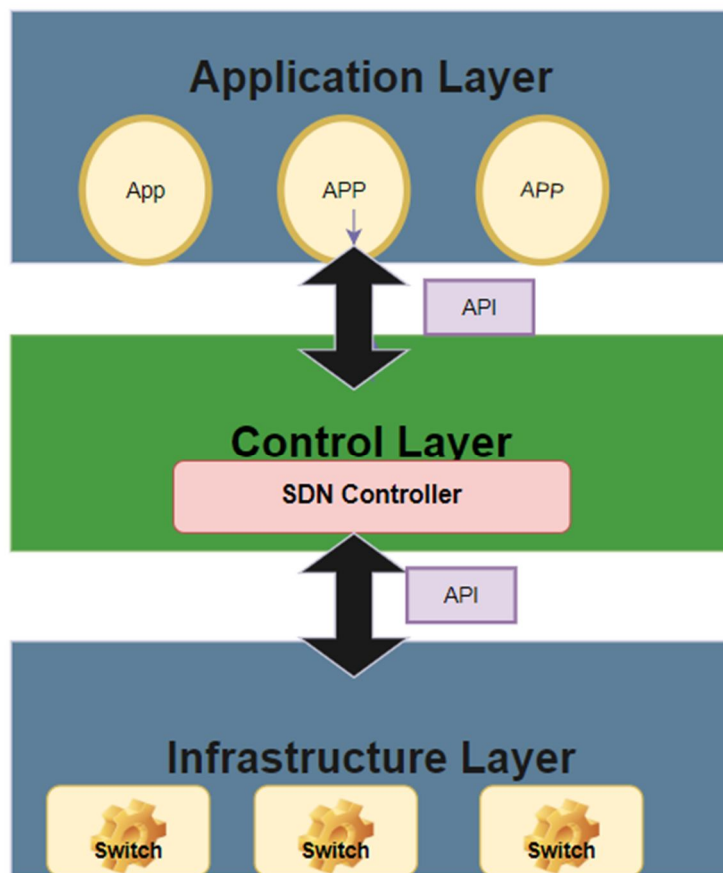 Application Layer
App
APP
APP
API
Control Layer
SDN Controller
API
Infrastructure Layer
Switch
Switch
Switch